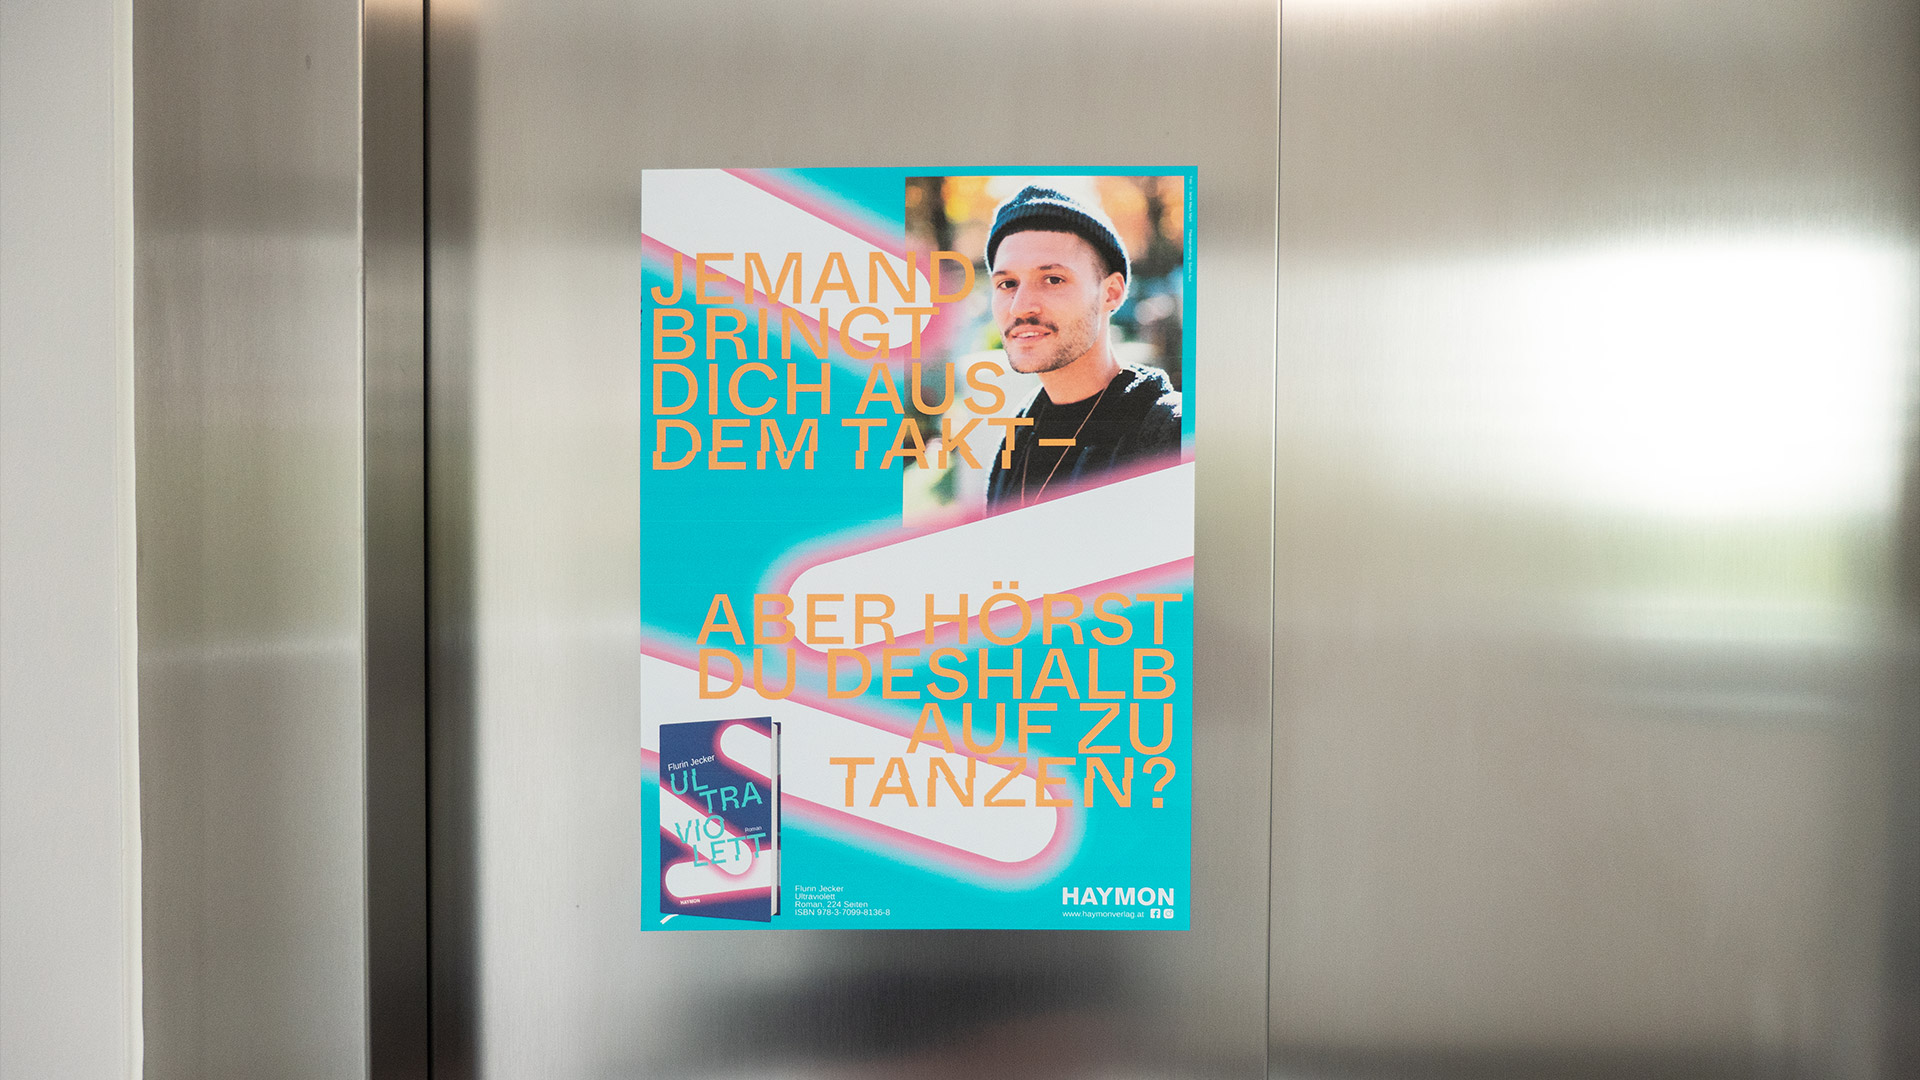 JEMAND
BRINGT
DICH AUS
DEM TAKT–
ABER HÖRST
DU DESHALB
AUF ZU
TANZEN?
Flurin Jecker
UL
TRA
VIO
Roman
LETT
HAYMON
Flurin Jecker
Ultraviolett
Roman. 224 Seiten
ISBN 978-3-7099-8136-8
HAYMON
www.haymonverlag.at